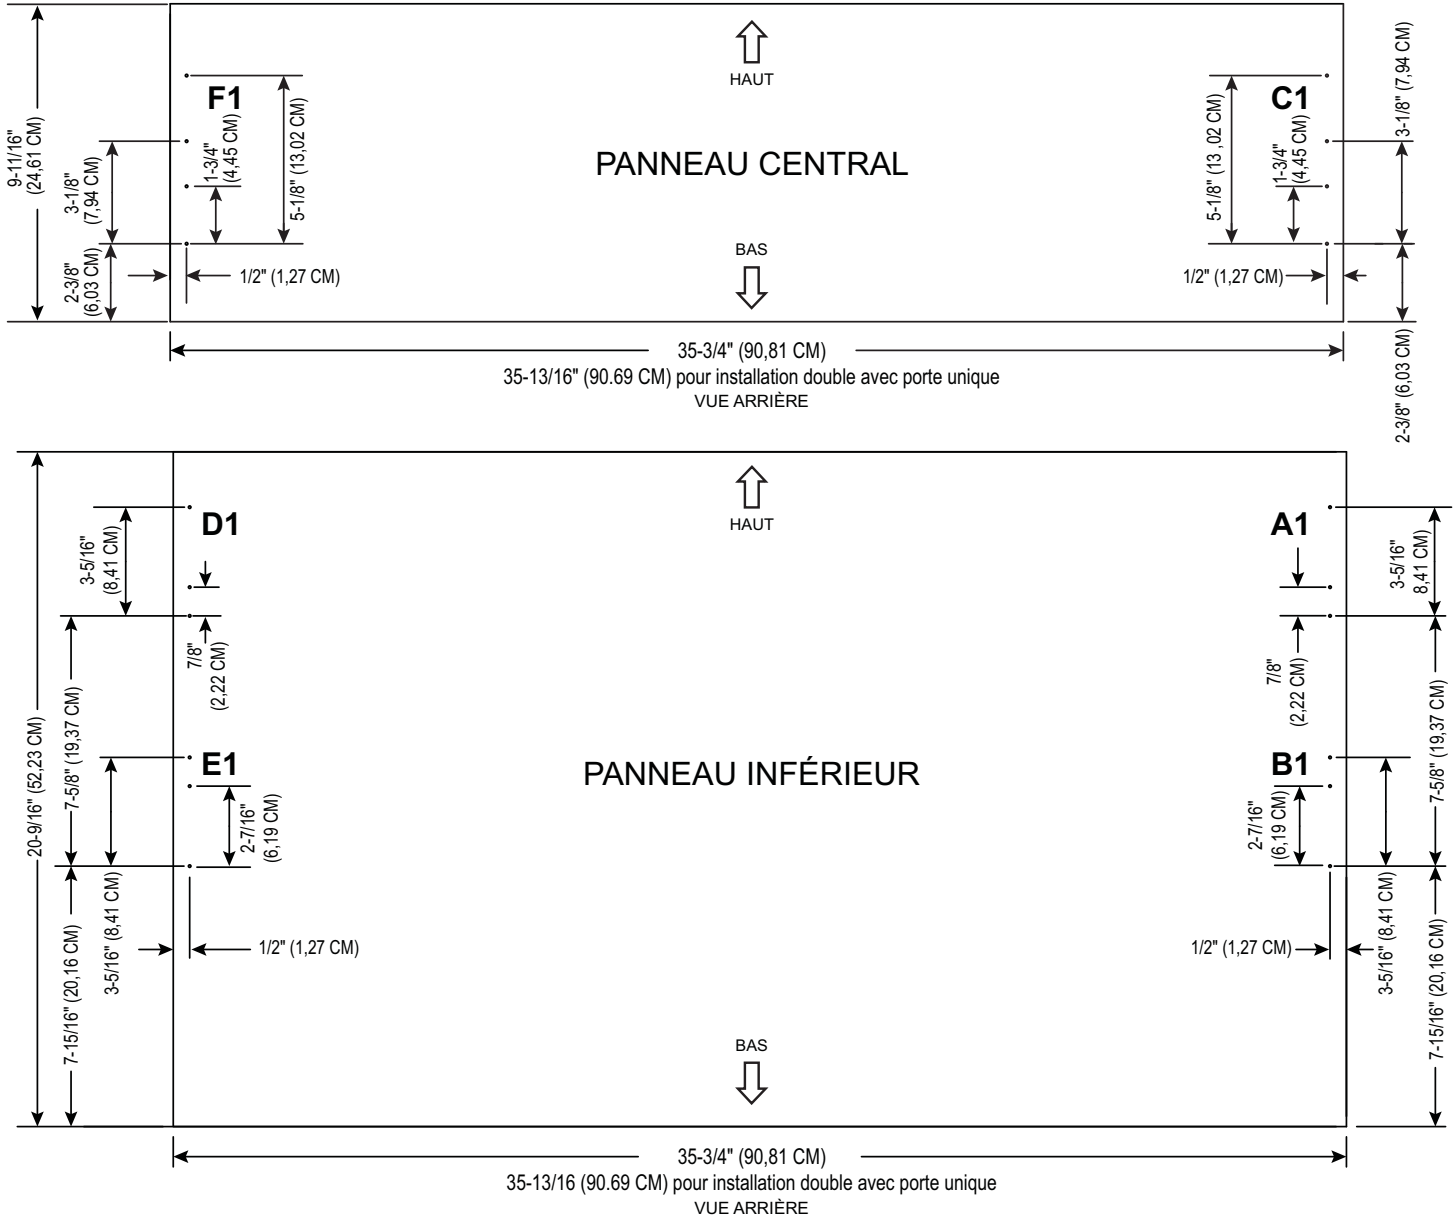 HAUT
F1
C1
9-11/16"
(24,61 CM)
3-1/8"
(7,94 CM)
1-3/4"
(4,45 CM)
5-1/8" (13,02 CM)
PANNEAU CENTRAL
5-1/8" (13 ,02 CM)
1-3/4"
(4,45 CM)
3-1/8" (7,94 CM)
2-3/8"
(6,03 CM)
1/2" (1,27 CM)
BAS
1/2" (1,27 CM)
2-3/8" (6,03 CM)
35-3/4" (90,81 CM)
35-13/16" (90.69 CM) pour installation double avec porte unique
VUE ARRIÈRE
HAUT
D1
A1
3-5/16"
(8,41 CM)
3-5/16"
8,41 CM)
7/8"
(2,22 CM)
7/8"
(2,22 CM)
20-9/16" (52,23 CM)
7-5/8" (19,37 CM)
E1
2-7/16"
(6,19 CM)
PANNEAU INFÉRIEUR
B1
2-7/16"
(6,19 CM)
7-5/8" (19,37 CM)
3-5/16" (8,41 CM)
7-15/16" (20,16 CM)
1/2" (1,27 CM)
1/2" (1,27 CM)
3-5/16" (8,41 CM)
7-15/16" (20,16 CM)
BAS
35-3/4" (90,81 CM)
35-13/16 (90.69 CM) pour installation double avec porte unique
VUE ARRIÈRE